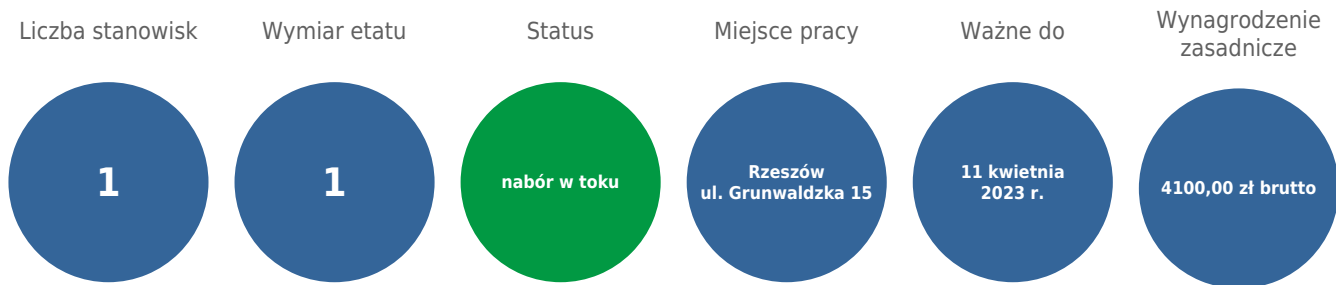 Liczba stanowisk
1
Wymiar etatu
1
Status
nabór w toku
Miejsce pracy
Rzeszów
ul. Grunwaldzka 15
Ważne do
11 kwietnia
2023 r.
Wynagrodzenie
zasadnicze
4100,00 zł brutto